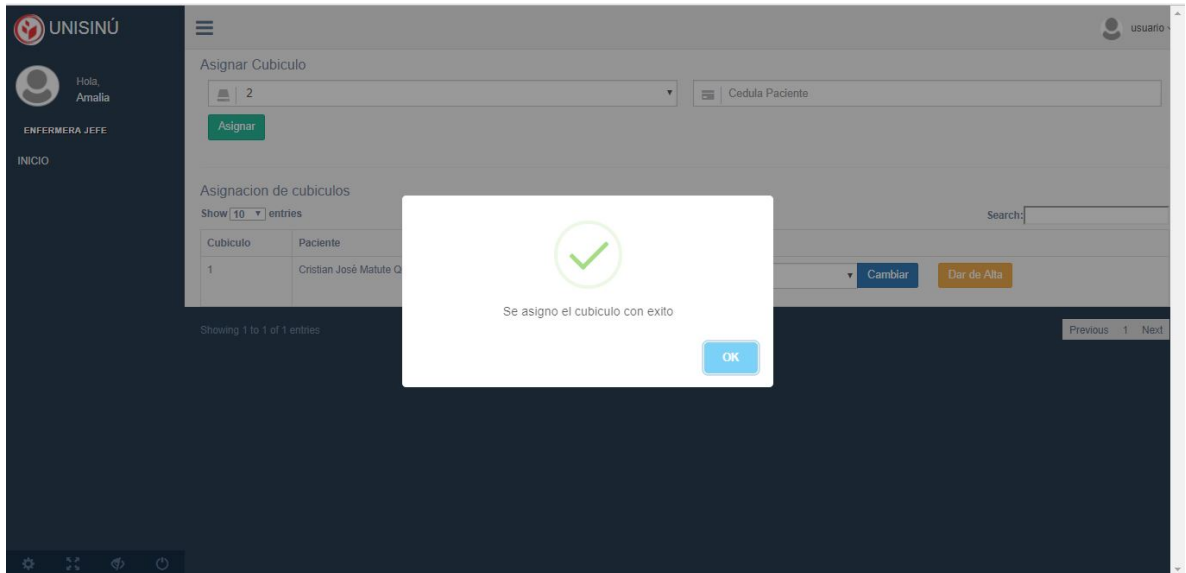 UNISINÚ
usuario
Hola,
Amalia
ENFERMERA JEFE
INICIO
Asignar Cubiculo
2
Cedula Paciente
Asignar
Asignacion de cubiculos
Show 10 entries
Search:
Cubiculo Paciente
1 Cristian José Matute Q
Cambiar Dar de Alta
Showing 1 to 1 of 1 entries
Previous 1 Next
Se asigno el cubiculo con exito
OK